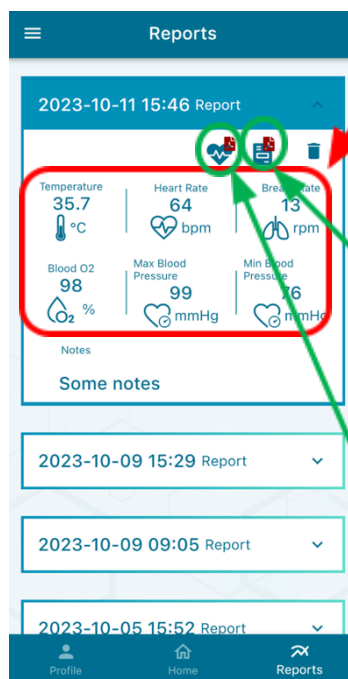 Reports
2023-10-11 15:46 Report
Temperature Heart Rate Breath Rate
35.7 64 13
°C bpm rpm
Blood O2 Max Blood Pressure Min Blood Pressure
98 99 76
O2 % mmHg mmHg
Notes
Some notes
2023-10-09 15:29 Report
2023-10-09 09:05 Report
2023-10-05 15:52 Report
Profile Home Reports